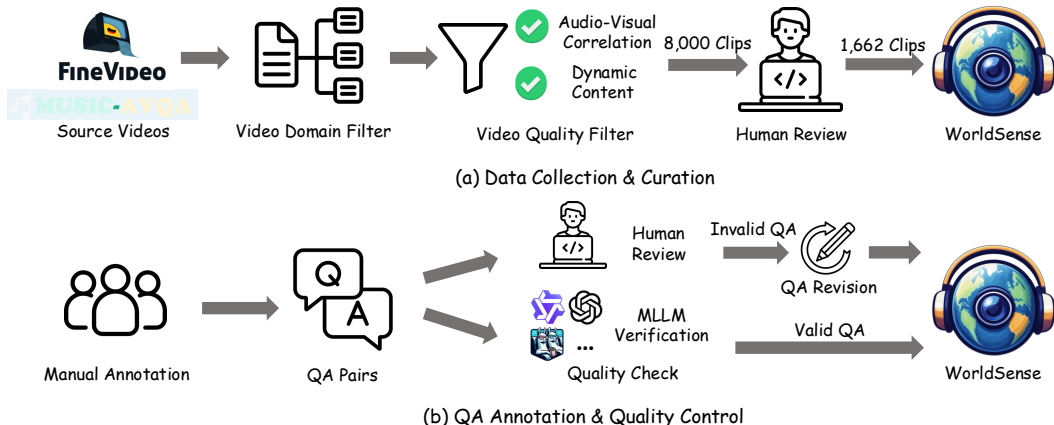 FineVideo
MUSIC-AVQA
Source Videos
Video Domain Filter
Audio-Visual
Correlation
Dynamic
Content
Video Quality Filter
8,000 Clips
</>
Human Review
1,662 Clips
WorldSense
(a) Data Collection & Curation
Manual Annotation
Q
A
QA Pairs
</>
Human
Review
MLLM
Verification
...
Quality Check
Invalid QA
QA Revision
Valid QA
WorldSense
(b) QA Annotation & Quality Control